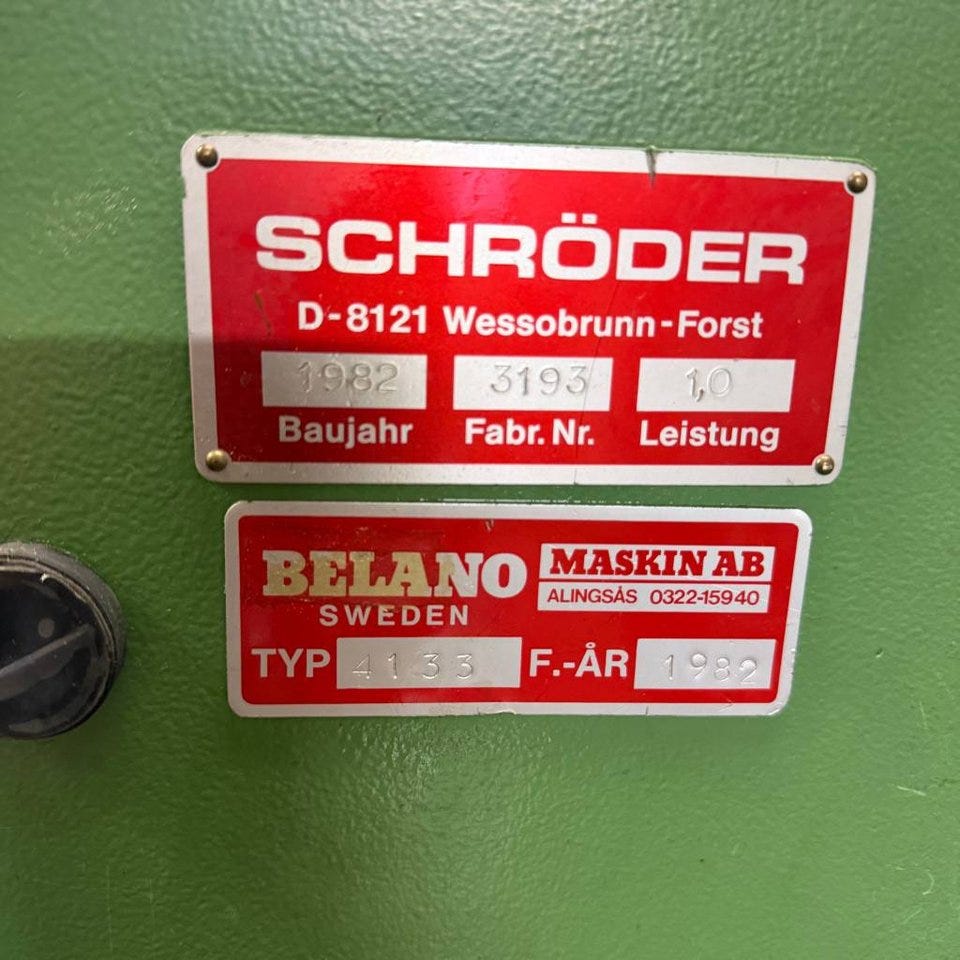 SCHRÖDER
D-8121 Wessobrunn-Forst
1982 3193 1,0
Baujahr Fabr. Nr. Leistung
BELANO MASKIN AB
SWEDEN ALINGSÅS 0322-15940
TYP 4133 F.-ÅR 1982